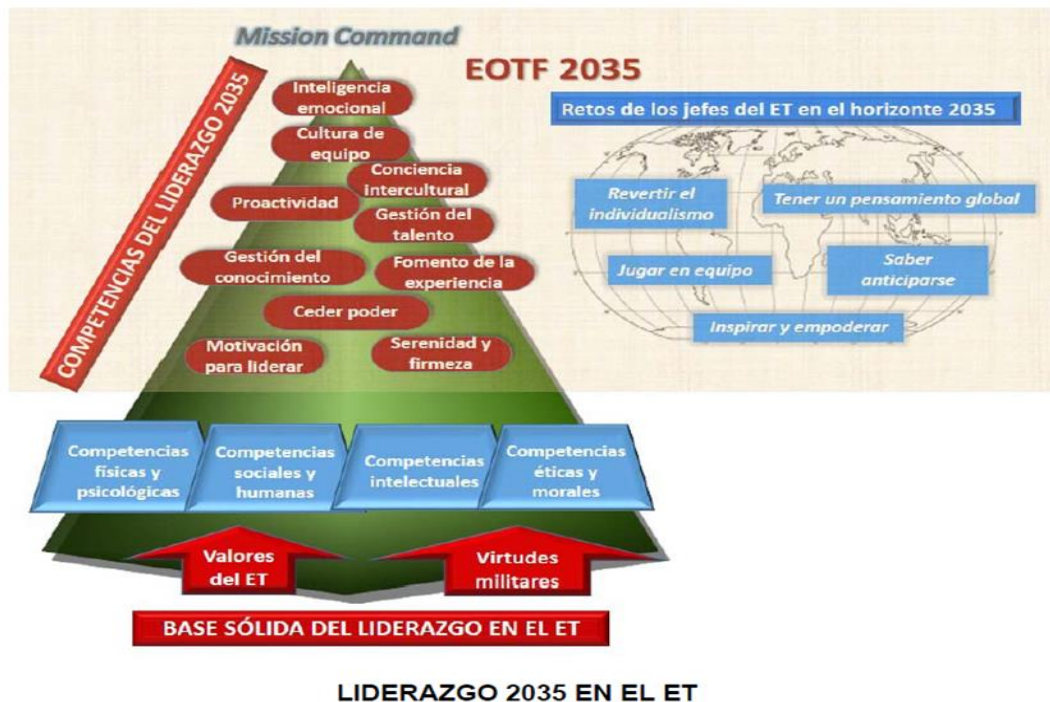 Mission Command
EOTF 2035
COMPETENCIAS DEL LIDERAZGO 2035
Inteligencia
emocional
Cultura de
equipo
Conciencia
intercultural
Proactividad
Gestión del
talento
Gestión del
conocimiento
Fomento de la
experiencia
Ceder poder
Motivación
para liderar
Serenidad y
firmeza
Retos de los jefes del ET en el horizonte 2035
Revertir el
individualismo
Tener un pensamiento global
Jugar en equipo
Saber
anticiparse
Inspirar y empoderar
Competencias
físicas y
psicológicas
Competencias
sociales y
humanas
Competencias
intelectuales
Competencias
éticas y
morales
Valores
del ET
Virtudes
militares
BASE SÓLIDA DEL LIDERAZGO EN EL ET
LIDERAZGO 2035 EN EL ET